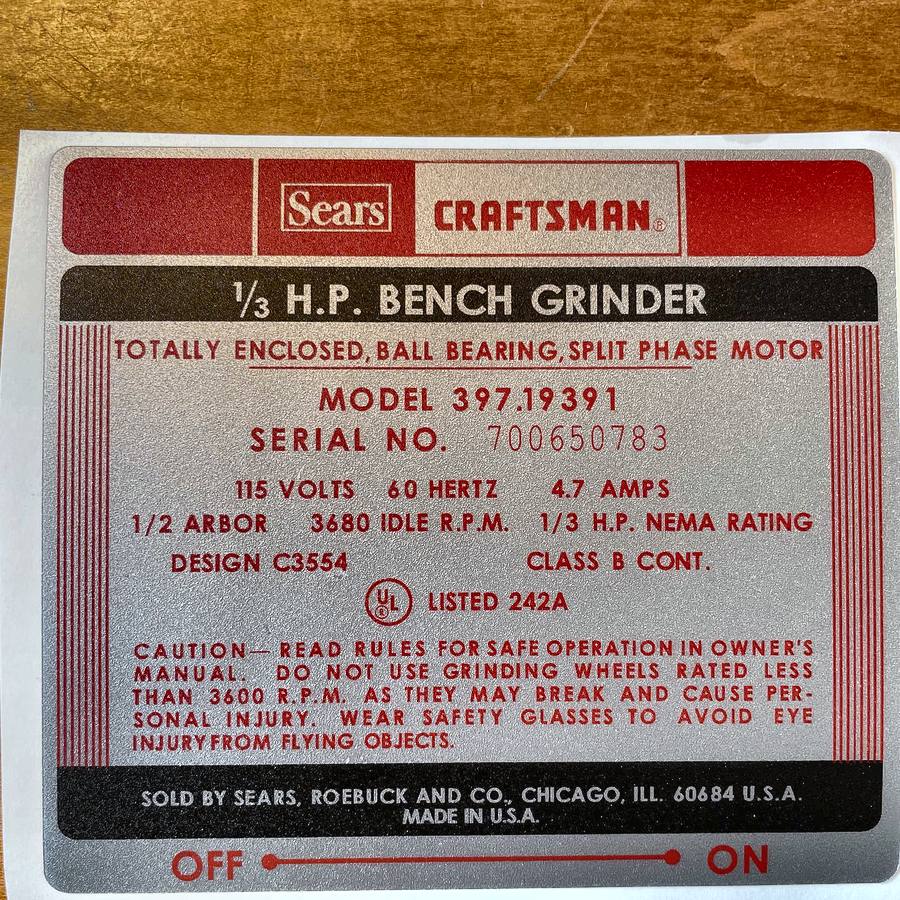 Sears CRAFTSMAN®
1/3 H.P. BENCH GRINDER
TOTALLY ENCLOSED, BALL BEARING, SPLIT PHASE MOTOR
MODEL 397.19391
SERIAL NO. 700650783
115 VOLTS 60 HERTZ 4.7 AMPS
1/2 ARBOR 3680 IDLE R.P.M. 1/3 H.P. NEMA RATING
DESIGN C3554 CLASS B CONT.
UL® LISTED 242A
CAUTION— READ RULES FOR SAFE OPERATION IN OWNER'S
MANUAL. DO NOT USE GRINDING WHEELS RATED LESS
THAN 3600 R.P.M. AS THEY MAY BREAK AND CAUSE PER-
SONAL INJURY. WEAR SAFETY GLASSES TO AVOID EYE
INJURY FROM FLYING OBJECTS.
SOLD BY SEARS, ROEBUCK AND CO., CHICAGO, ILL. 60684 U.S.A.
MADE IN U.S.A.
OFF ON